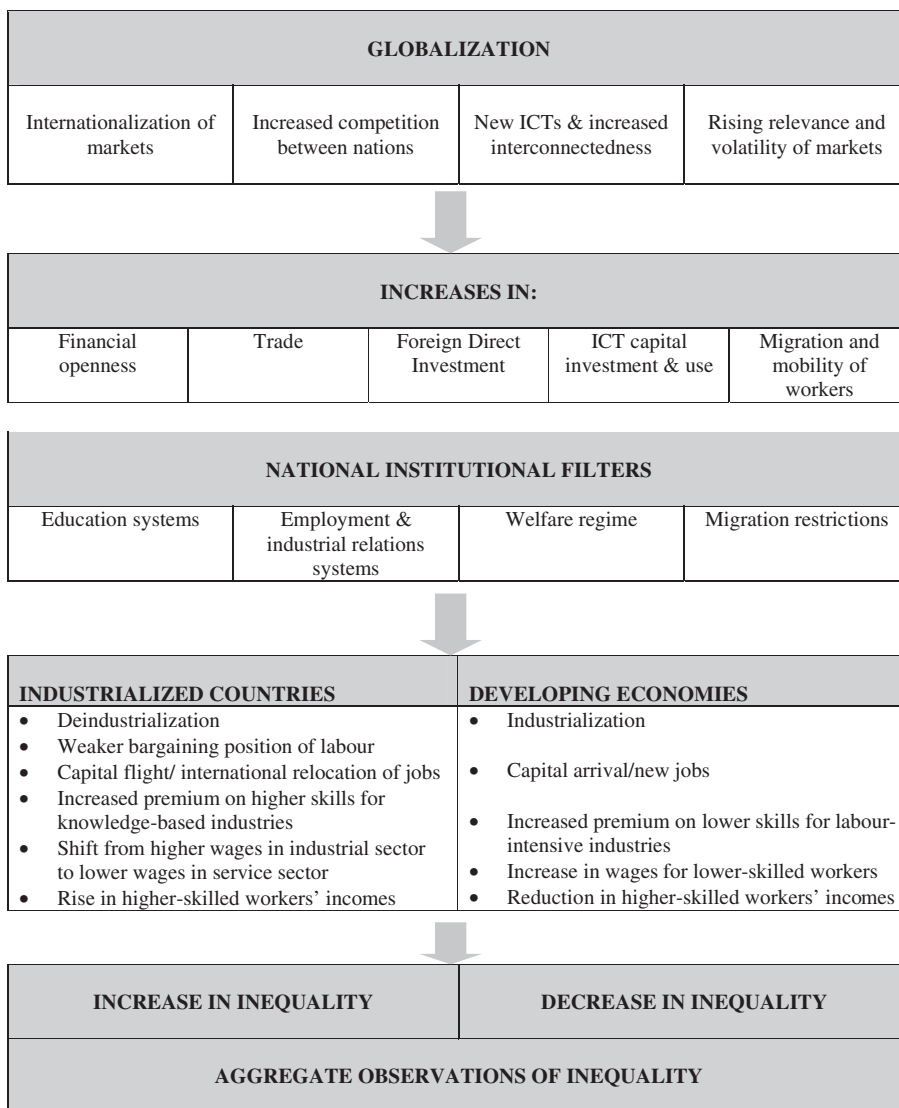 GLOBALIZATION
Internationalization of
markets
Increased competition
between nations
New ICTs & increased
interconnectedness
Rising relevance and
volatility of markets
INCREASES IN:
Financial
openness
Trade
Foreign Direct
Investment
ICT capital
investment & use
Migration and
mobility of
workers
NATIONAL INSTITUTIONAL FILTERS
Education systems
Employment &
industrial relations
systems
Welfare regime
Migration restrictions
INDUSTRIALIZED COUNTRIES
• Deindustrialization
• Weaker bargaining position of labour
• Capital flight/ international relocation of jobs
• Increased premium on higher skills for
knowledge-based industries
• Shift from higher wages in industrial sector
to lower wages in service sector
• Rise in higher-skilled workers' incomes
DEVELOPING ECONOMIES
• Industrialization
• Capital arrival/new jobs
• Increased premium on lower skills for labour-
intensive industries
• Increase in wages for lower-skilled workers
• Reduction in higher-skilled workers' incomes
INCREASE IN INEQUALITY
DECREASE IN INEQUALITY
AGGREGATE OBSERVATIONS OF INEQUALITY